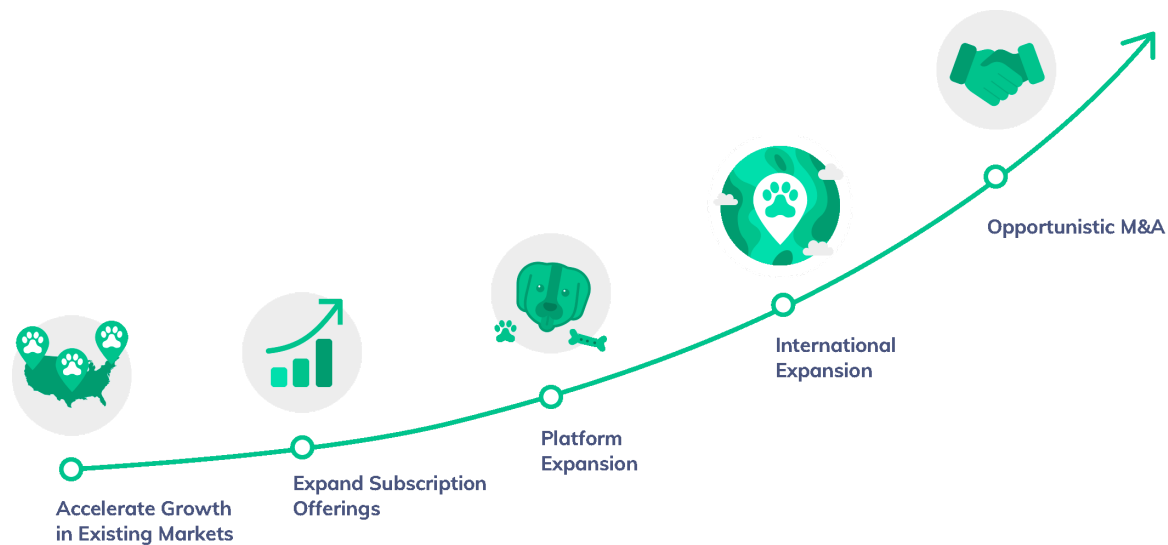 Accelerate Growth
in Existing Markets
Expand Subscription
Offerings
Platform
Expansion
International
Expansion
Opportunistic M&A